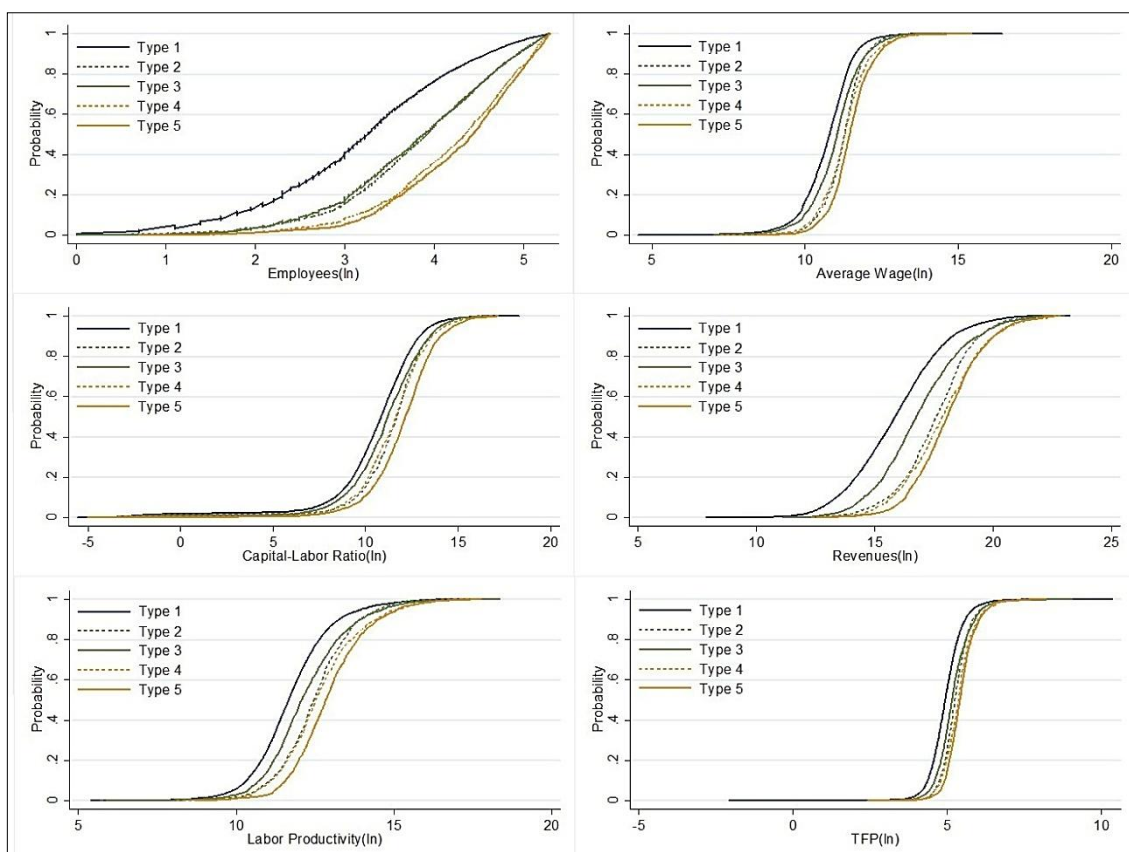 Type 1
Type 2
Type 3
Type 4
Type 5
Probability
0 .2 .4 .6 .8 1
0 1 2 3 4 5
Employees(ln)
Type 1
Type 2
Type 3
Type 4
Type 5
Probability
0 .2 .4 .6 .8 1
5 10 15 20
Average Wage(ln)
Type 1
Type 2
Type 3
Type 4
Type 5
Probability
0 .2 .4 .6 .8 1
-5 0 5 10 15 20
Capital-Labor Ratio(ln)
Type 1
Type 2
Type 3
Type 4
Type 5
Probability
0 .2 .4 .6 .8 1
5 10 15 20 25
Revenues(ln)
Type 1
Type 2
Type 3
Type 4
Type 5
Probability
0 .2 .4 .6 .8 1
5 10 15 20
Labor Productivity(ln)
Type 1
Type 2
Type 3
Type 4
Type 5
Probability
0 .2 .4 .6 .8 1
-5 0 5 10
TFP(ln)